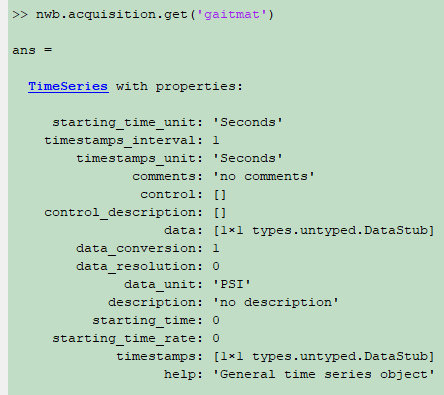 >> nwb.acquisition.get('gaitmat')
ans =
TimeSeries with properties:
starting_time_unit: 'Seconds'
timestamps_interval: 1
timestamps_unit: 'Seconds'
comments: 'no comments'
control: []
control_description: []
data: [1×1 types.untyped.DataStub]
data_conversion: 1
data_resolution: 0
data_unit: 'PSI'
description: 'no description'
starting_time: 0
starting_time_rate: 0
timestamps: [1×1 types.untyped.DataStub]
help: 'General time series object'